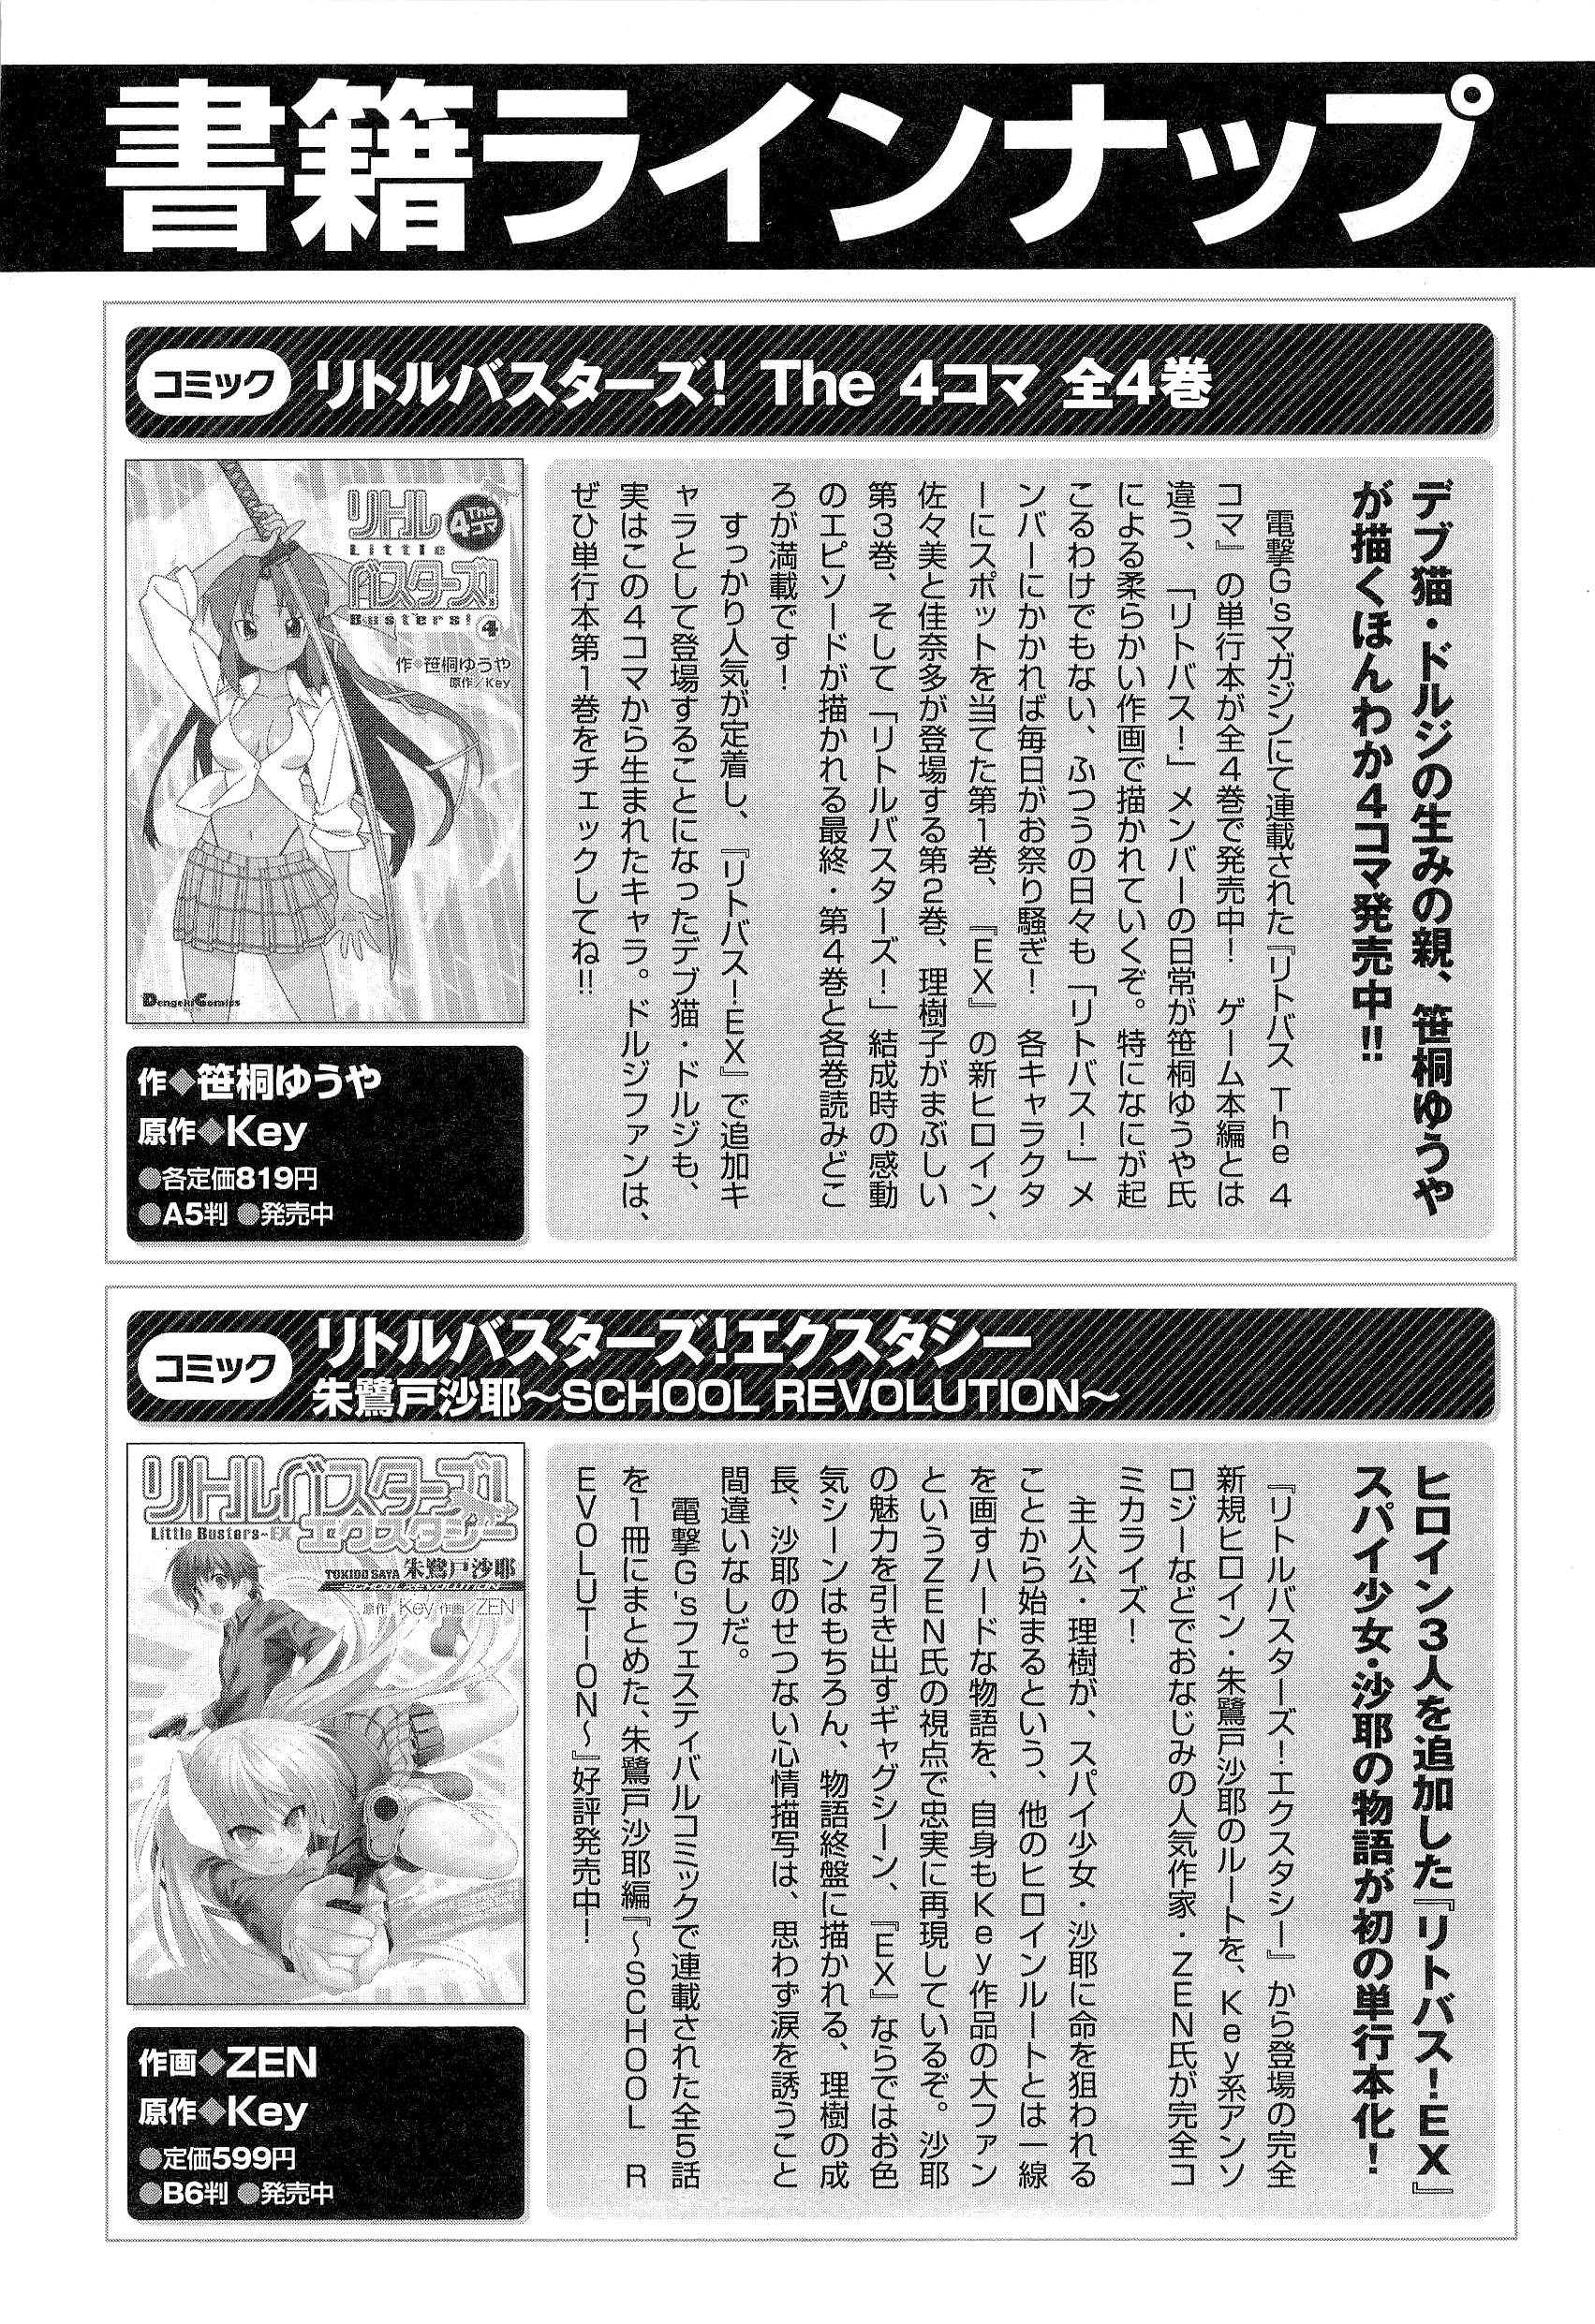 書籍ラインナップ
コミック
リトルバスターズ! The 4コマ 全4巻
デブ猫・ドルジの生みの親、笹桐ゆうや
が描くほんわか4コマ発売中!!
電撃G'sマガジンにて連載された『リトバス The 4
コマ』の単行本が全4巻で発売中! ゲーム本編とは
違う、「リトバス!」メンバーの日常が笹桐ゆうや氏
による柔らかい作画で描かれていくぞ。特になにが起
こるわけでもない、ふつうの日々も「リトバス!」メ
ンバーにかかれば毎日がお祭り騒ぎ! 各キャラクタ
ーにスポットを当てた第1巻、『EX』の新ヒロイン、
佐々美と佳奈多が登場する第2巻、理樹子がまぶしい
第3巻、そして「リトルバスターズ!」結成時の感動
のエピソードが描かれる最終・第4巻と各巻読みどこ
ろが満載です!
すっかり人気が定着し、『リトバス!EX』で追加キ
ャラとして登場することになったデブ猫・ドルジも、
実はこの4コマから生まれたキャラ。ドルジファンは、
ぜひ単行本第1巻をチェックしてね!!
リトル
The 4コマ
Little
バスターズ!
Busters! 4
作◆笹桐ゆうや
原作/Key
Dengeki Comics
作◆笹桐ゆうや
原作◆Key
●各定価819円
●A5判 ●発売中
コミック
リトルバスターズ!エクスタシー
朱鷺戸沙耶～SCHOOL REVOLUTION～
ヒロイン3人を追加した『リトバス!EX』
スパイ少女・沙耶の物語が初の単行本化!
『リトルバスターズ!エクスタシー』から登場の完全
新規ヒロイン・朱鷺戸沙耶のルートを、Key系アンソ
ロジーなどでおなじみの人気作家・ZEN氏が完全コ
ミカライズ!
主人公・理樹が、スパイ少女・沙耶に命を狙われる
ことから始まるという、他のヒロインルートとは一線
を画すハードな物語を、自身もKey作品の大ファン
というZEN氏の視点で忠実に再現しているぞ。沙耶
の魅力を引き出すギャグシーン、『EX』ならではお色
気シーンはもちろん、物語終盤に描かれる、理樹の成
長、沙耶のせつない心情描写は、思わず涙を誘うこと
間違いなしだ。
電撃G'sフェスティバルコミックで連載された全5話
を1冊にまとめた、朱鷺戸沙耶編『～SCHOOL R
EVOLUTION～』好評発売中!
リトルバスターズ!
Little Busters~EX エクスタシー
TOKIDO SAYA 朱鷺戸沙耶
SCHOOL REVOLUTION
原作 Key 作画/ZEN
作画◆ZEN
原作◆Key
●定価599円
●B6判 ●発売中